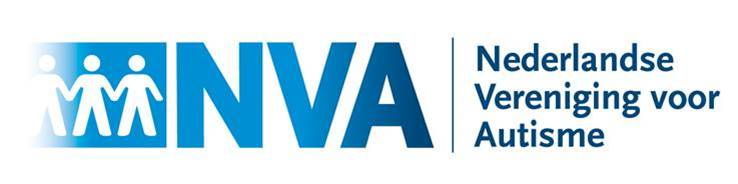 NVA
Nederlandse
Vereniging voor
Autisme